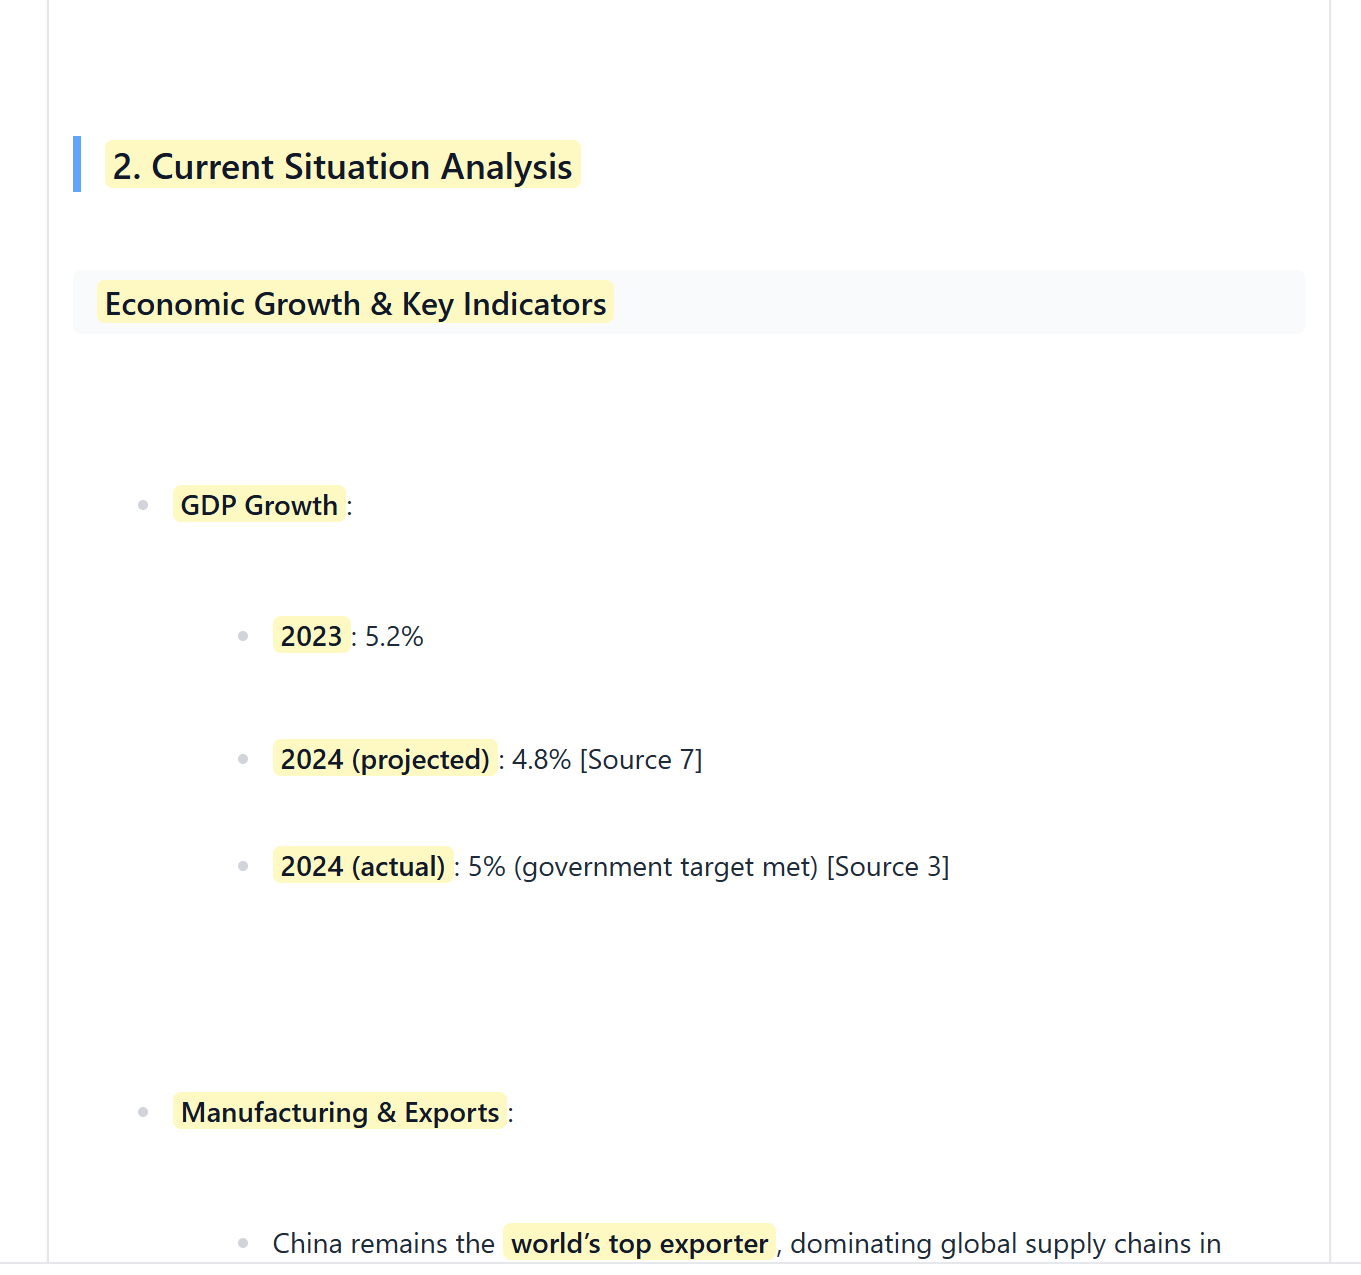 2. Current Situation Analysis
Economic Growth & Key Indicators
GDP Growth:
2023: 5.2%
2024 (projected): 4.8% [Source 7]
2024 (actual): 5% (government target met) [Source 3]
Manufacturing & Exports:
China remains the world’s top exporter, dominating global supply chains in